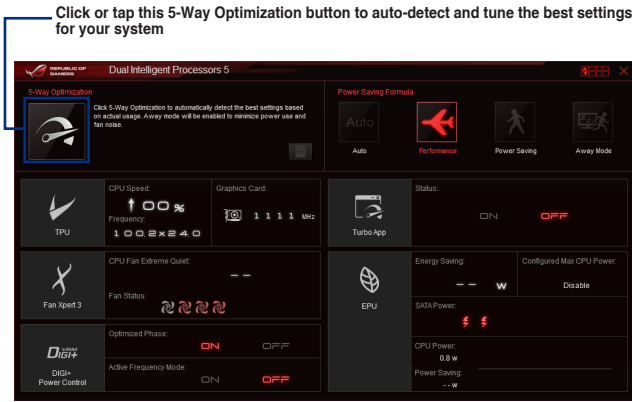 Click or tap this 5-Way Optimization button to auto-detect and tune the best settings
for your system
REPUBLIC OF
GAMERS
Dual Intelligent Processors 5
5-Way Optimization
Click 5-Way Optimization to automatically detect the best settings based
on actual usage. Away mode will be enabled to minimize power use and
fan noise.
Power Saving Formula
Auto
Auto
Performance
Power Saving
Away Mode
TPU
CPU Speed:
00 %
Frequency:
100.2x24.0
Graphics Card:
1111 MHz
Turbo App
Status:
ON OFF
Fan Xpert 3
CPU Fan Extreme Quiet:
--
Fan Status:
EPU
Energy Saving:
-- w
Configured Max CPU Power:
Disable
SATA Power:
CPU Power:
0.8 w
Power Saving:
- - w
DIGI+ VRM
DIGI+
Power Control
Optimized Phase:
ON OFF
Active Frequency Mode:
ON OFF